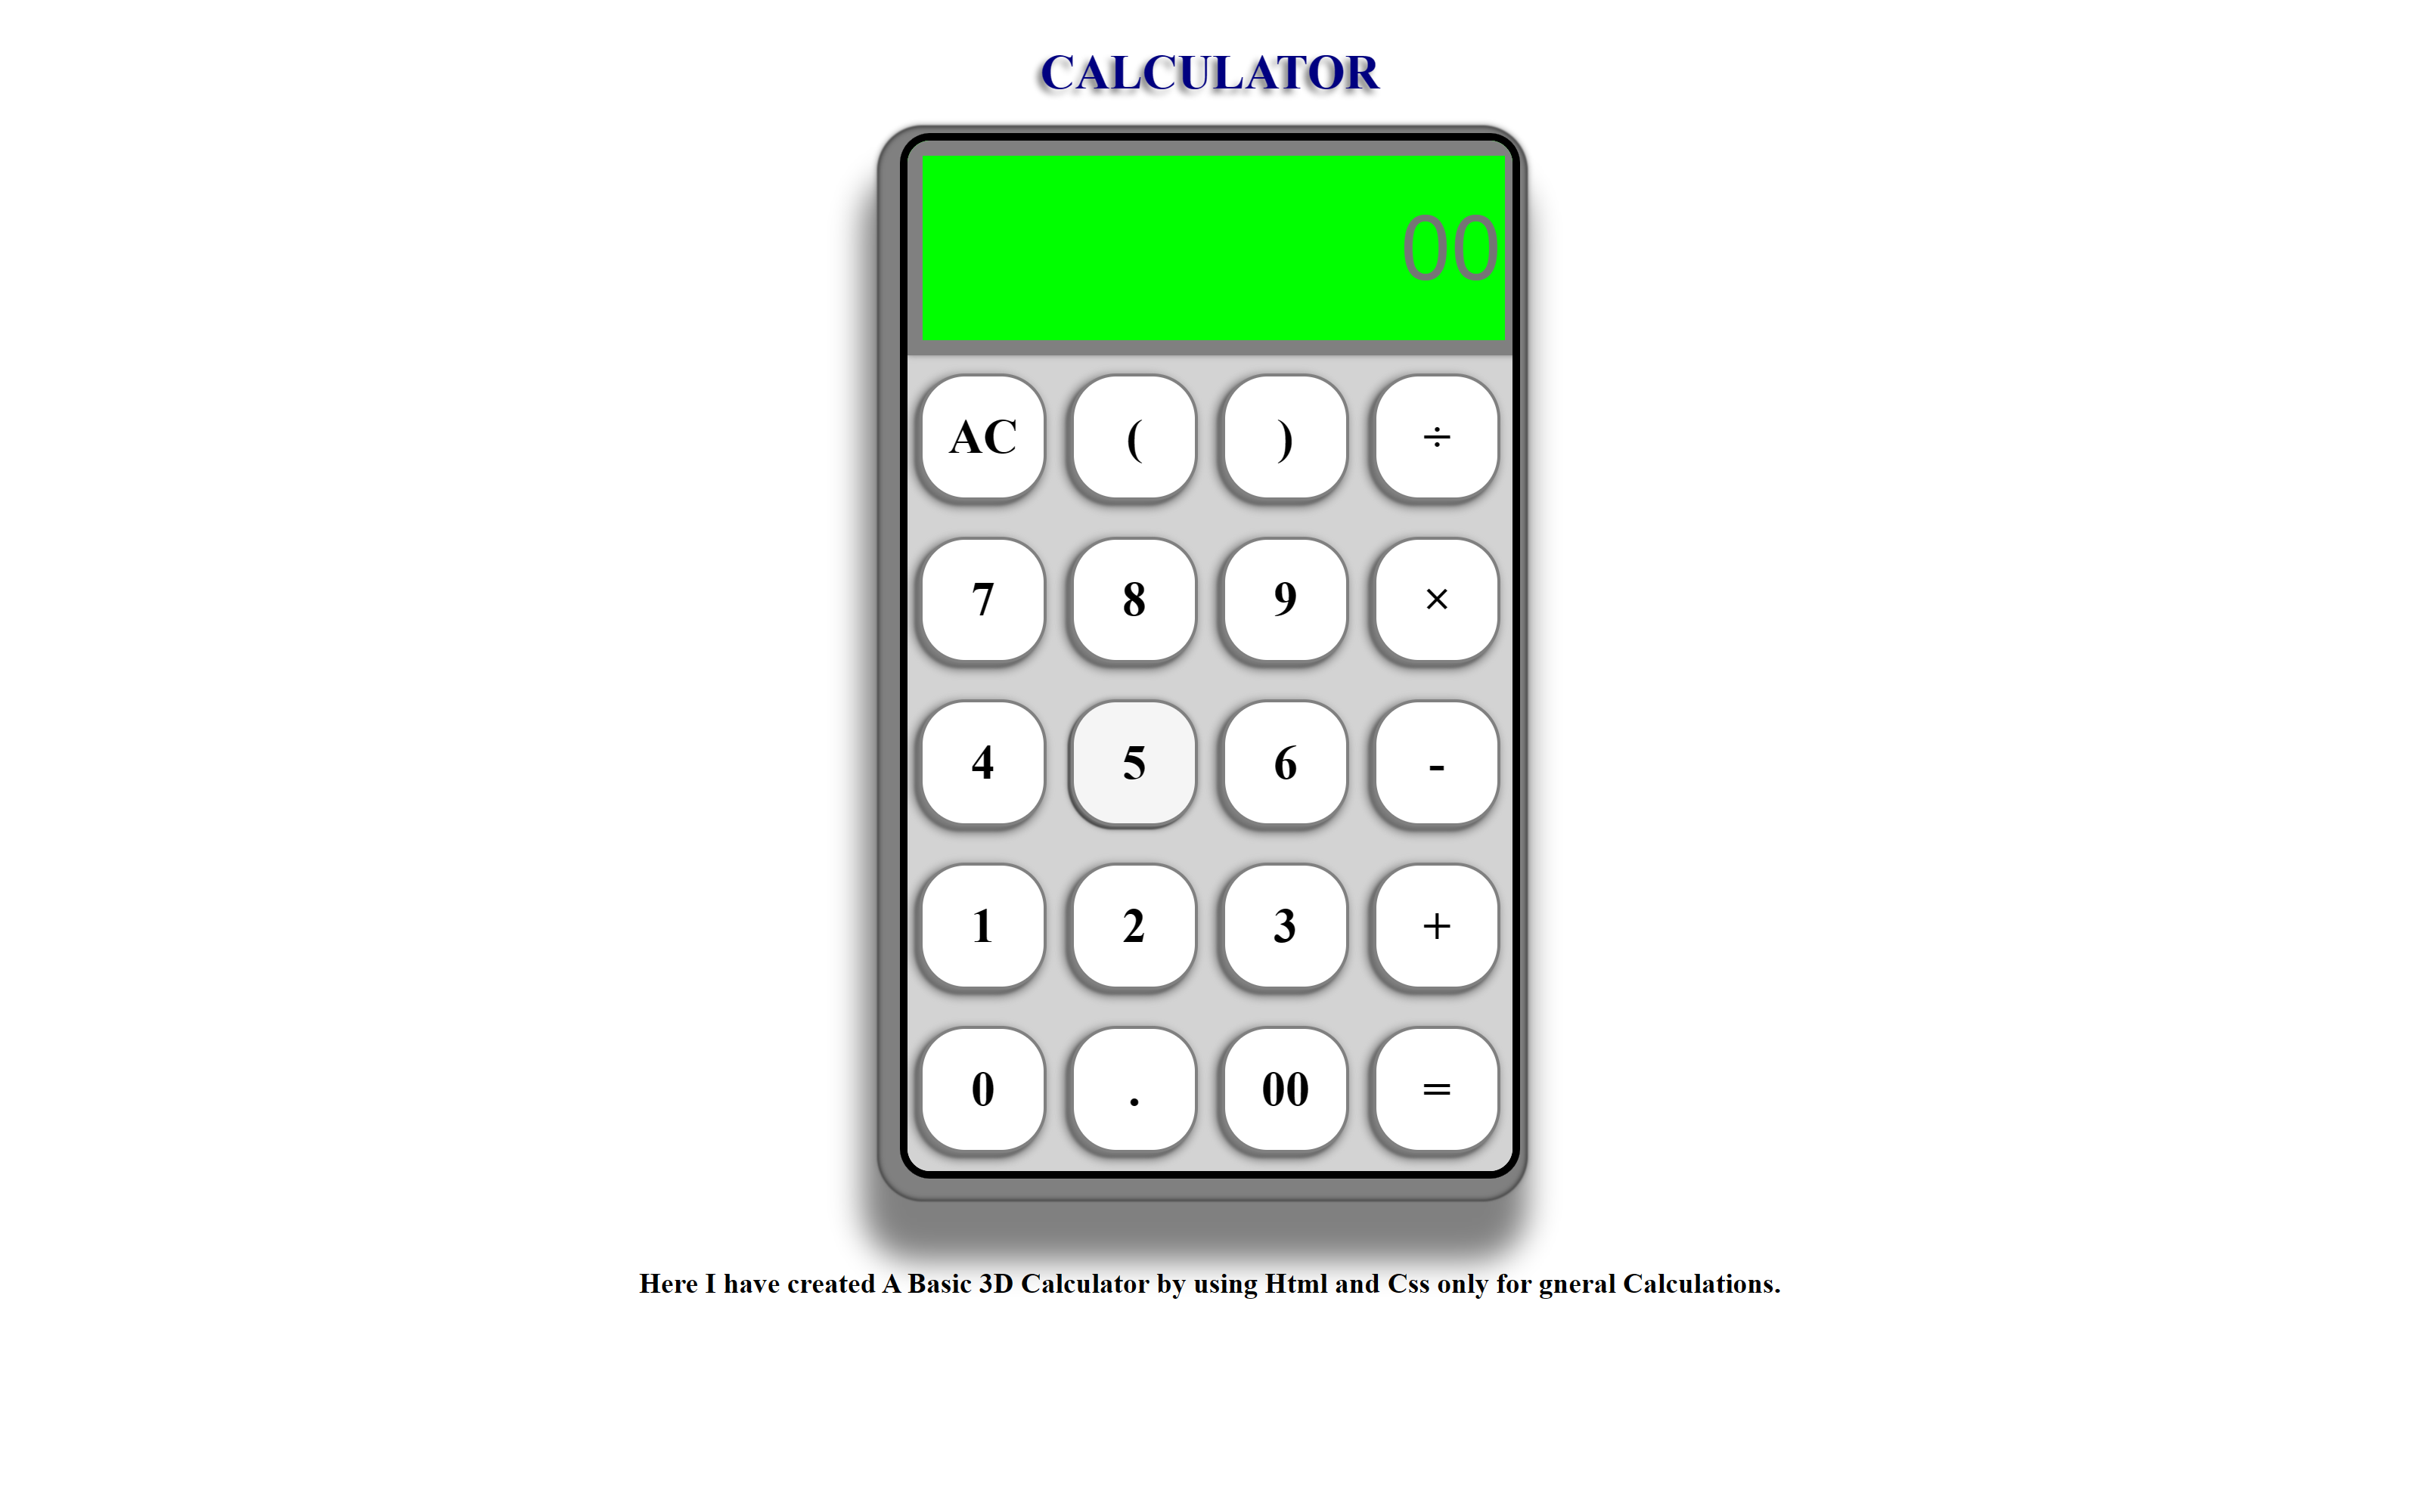 CALCULATOR
00
AC ( ) ÷
7 8 9 ×
4 5 6 -
1 2 3 +
0 . 00 =
Here I have created A Basic 3D Calculator by using Html and Css only for gneral Calculations.